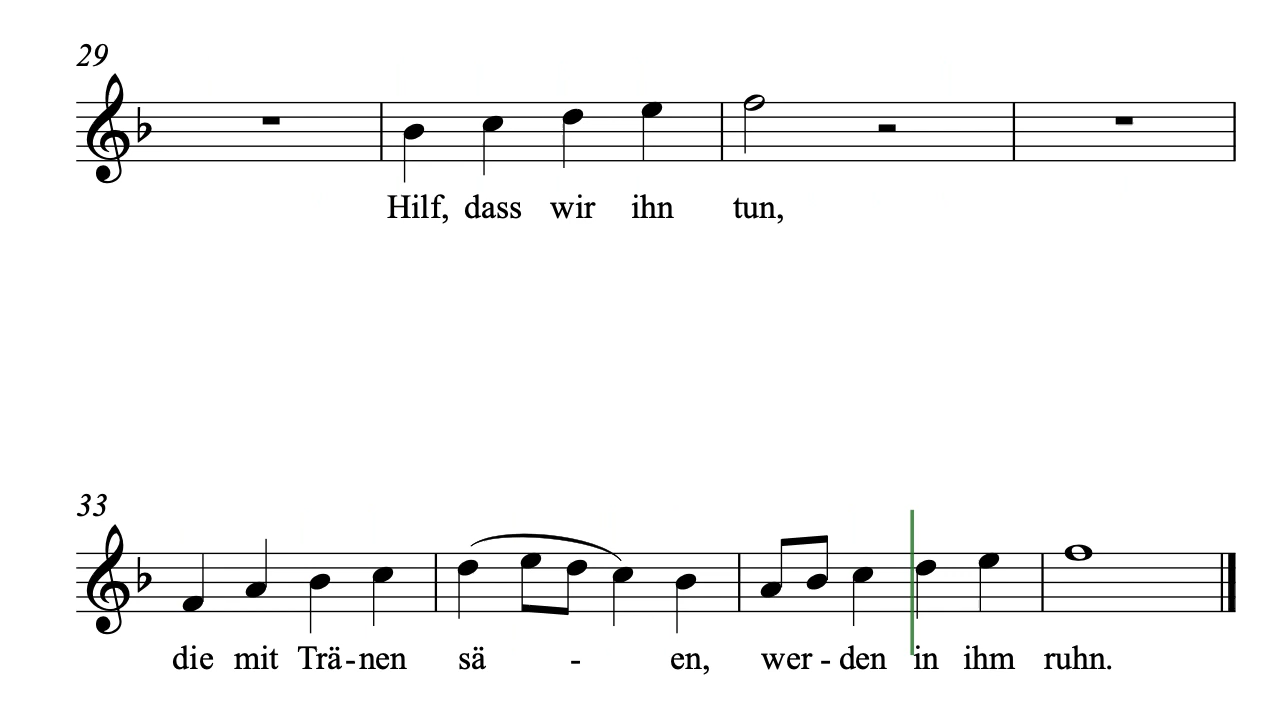 29
Hilf, dass wir ihn tun,
33
die mit Trä-nen sä - en, wer-den in ihm ruhn.